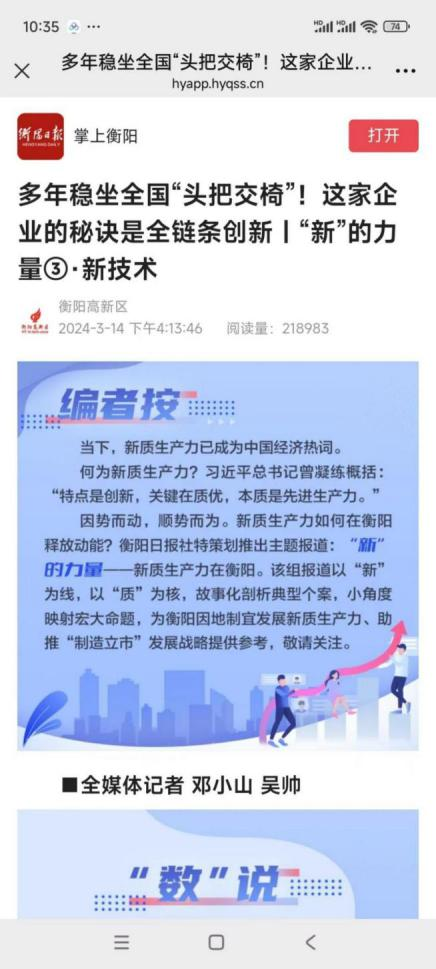 10:35
74
多年稳坐全国“头把交椅”！这家企业...
hyapp.hyqss.cn
衡阳日报
HENGYANG DAILY
掌上衡阳
打开
多年稳坐全国“头把交椅”！这家企
业的秘诀是全链条创新丨“新”的力
量③·新技术
衡阳高新区
2024-3-14 下午4:13:46 阅读量：218983
编者按
当下，新质生产力已成为中国经济热词。
何为新质生产力？习近平总书记曾凝练概括：
“特点是创新，关键在质优，本质是先进生产力。”
因势而动，顺势而为。新质生产力如何在衡阳
释放动能？衡阳日报社特策划推出主题报道：“新”
的力量——新质生产力在衡阳。该组报道以“新”
为线，以“质”为核，故事化剖析典型个案，小角度
映射宏大命题，为衡阳因地制宜发展新质生产力、助
推“制造立市”发展战略提供参考，敬请关注。
■全媒体记者 邓小山 吴帅
“数”说